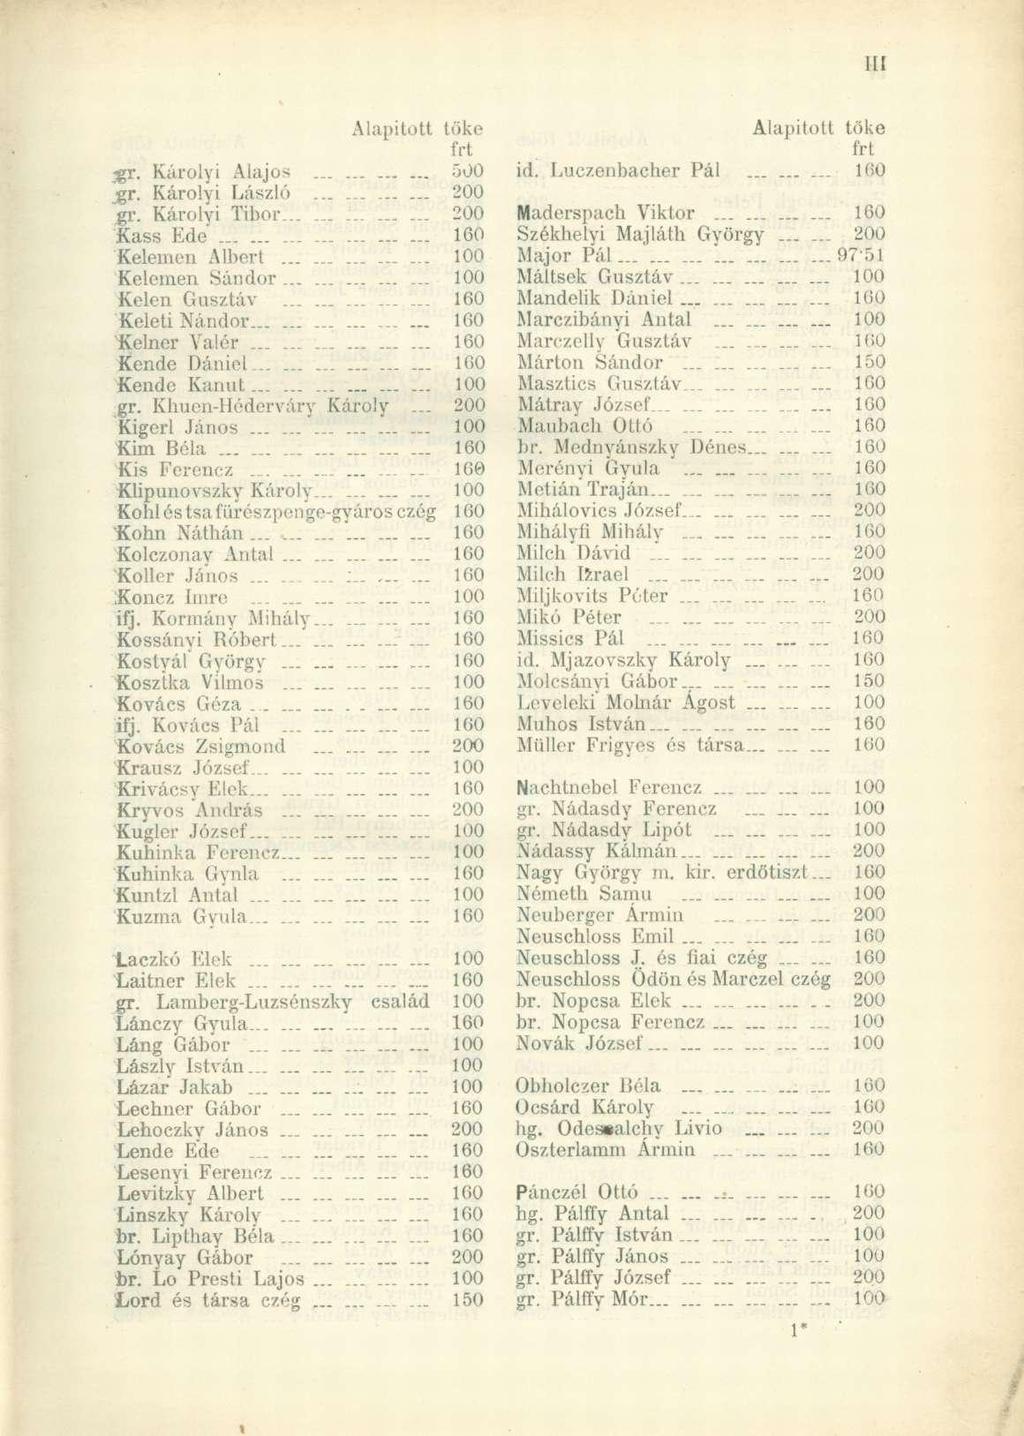 III
Alapitott tőke
frt
gr. Károlyi Alajos 500
gr. Károlyi László 200
gr. Károlyi Tibor 200
Kass Ede 160
Kelemen Albert 100
Kelemen Sándor 100
Kelen Gusztáv 160
Keleti Nándor 160
Kelner Valér 160
Kende Dániel 160
Kende Kanut 100
gr. Khuen-Héderváry Károly 200
Kigerl János 100
Kim Béla 160
Kis Ferencz 160
Klipunovszky Károly 100
Kohl és tsa fürészpenge-gyáros czég 160
Kohn Náthán 160
Kolczonay Antal 160
Koller János 160
Koncz Imre 100
ifj. Kormány Mihály 160
Kossányi Róbert 160
Kostyál György 160
Kosztka Vilmos 100
Kovács Géza 160
ifj. Kovács Pál 160
Kovács Zsigmond 200
Krausz József 100
Krivácsy Elek 160
Kryvos András 200
Kugler József 100
Kuhinka Ferencz 100
Kuhinka Gynla 160
Kuntzl Antal 100
Kuzma Gyula 160
Laczkó Elek 100
Laitner Elek 160
gr. Lamberg-Luzsénszky család 100
Lánczy Gyula 160
Láng Gábor 100
Lászly István 100
Lázár Jakab 100
Lechner Gábor 160
Lehoczky János 200
Lende Ede 160
Lesenyi Ferencz 160
Levitzky Albert 160
Linszky Károly 160
br. Lipthay Béla 160
Lónyay Gábor 200
br. Lo Presti Lajos 100
Lord és társa czég 150
Alapitott tőke
frt
id. Luczenbacher Pál 160
Maderspach Viktor 160
Székhelyi Majláth György 200
Major Pál 97·51
Máltsek Gusztáv 100
Mandelik Dániel 160
Marczibányi Antal 100
Marczelly Gusztáv 160
Márton Sándor 150
Masztics Gusztáv 160
Mátray József 160
Maubach Ottó 160
br. Mednyánszky Dénes 160
Merényi Gyula 160
Metián Traján 160
Mihálovics József 200
Mihályfi Mihály 160
Milch Dávid 200
Milch Izrael 200
Miljkovits Péter 160
Mikó Péter 200
Missics Pál 160
id. Mjazovszky Károly 160
Molcsányi Gábor 150
Leveleki Molnár Ágost 100
Muhos István 160
Müller Frigyes és társa 160
Nachtnebel Ferencz 100
gr. Nádasdy Ferencz 100
gr. Nádasdy Lipót 100
Nádassy Kálmán 200
Nagy György m. kir. erdőtiszt 160
Németh Samu 100
Neuberger Ármin 200
Neuschloss Emil 160
Neuschloss J. és fiai czég 160
Neuschloss Ödön és Marczel czég 200
br. Nopcsa Elek 200
br. Nopcsa Ferencz 100
Novák József 100
Obholczer Béla 160
Ocsárd Károly 160
hg. Odescalchy Livio 200
Oszterlamm Ármin 160
Pánczél Ottó 160
hg. Pálffy Antal 200
gr. Pálffy István 100
gr. Pálffy János 100
gr. Pálffy József 200
gr. Pálffy Mór 100
1*